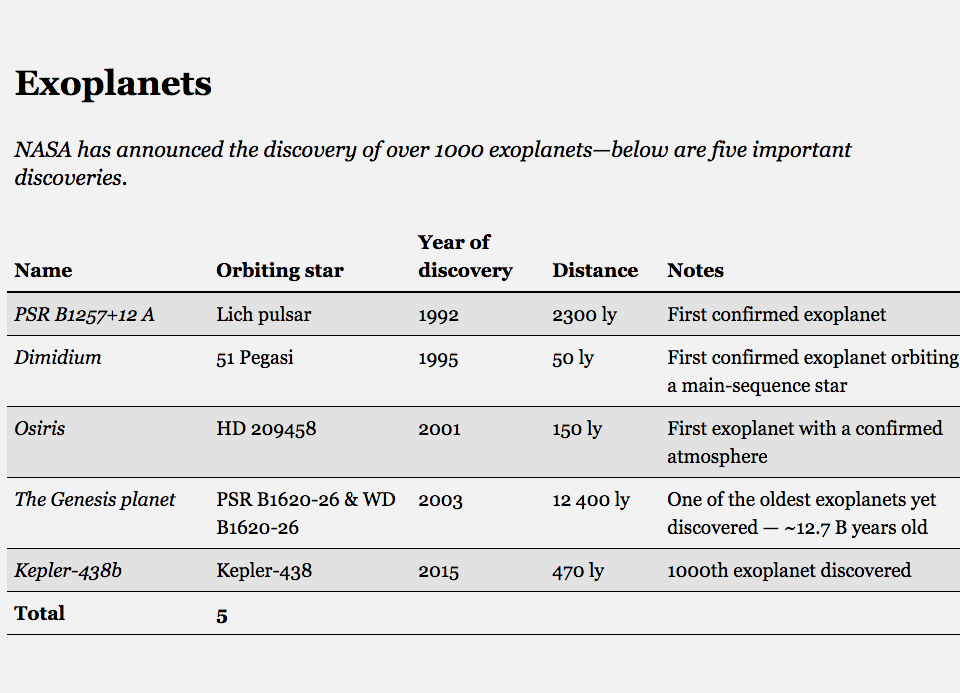 Exoplanets
NASA has announced the discovery of over 1000 exoplanets—below are five important
discoveries.
Name Orbiting star Year of discovery Distance Notes
PSR B1257+12 A Lich pulsar 1992 2300 ly First confirmed exoplanet
Dimidium 51 Pegasi 1995 50 ly First confirmed exoplanet orbiting
a main-sequence star
Osiris HD 209458 2001 150 ly First exoplanet with a confirmed
atmosphere
The Genesis planet PSR B1620-26 & WD B1620-26 2003 12 400 ly One of the oldest exoplanets yet
discovered — ~12.7 B years old
Kepler-438b Kepler-438 2015 470 ly 1000th exoplanet discovered
Total 5